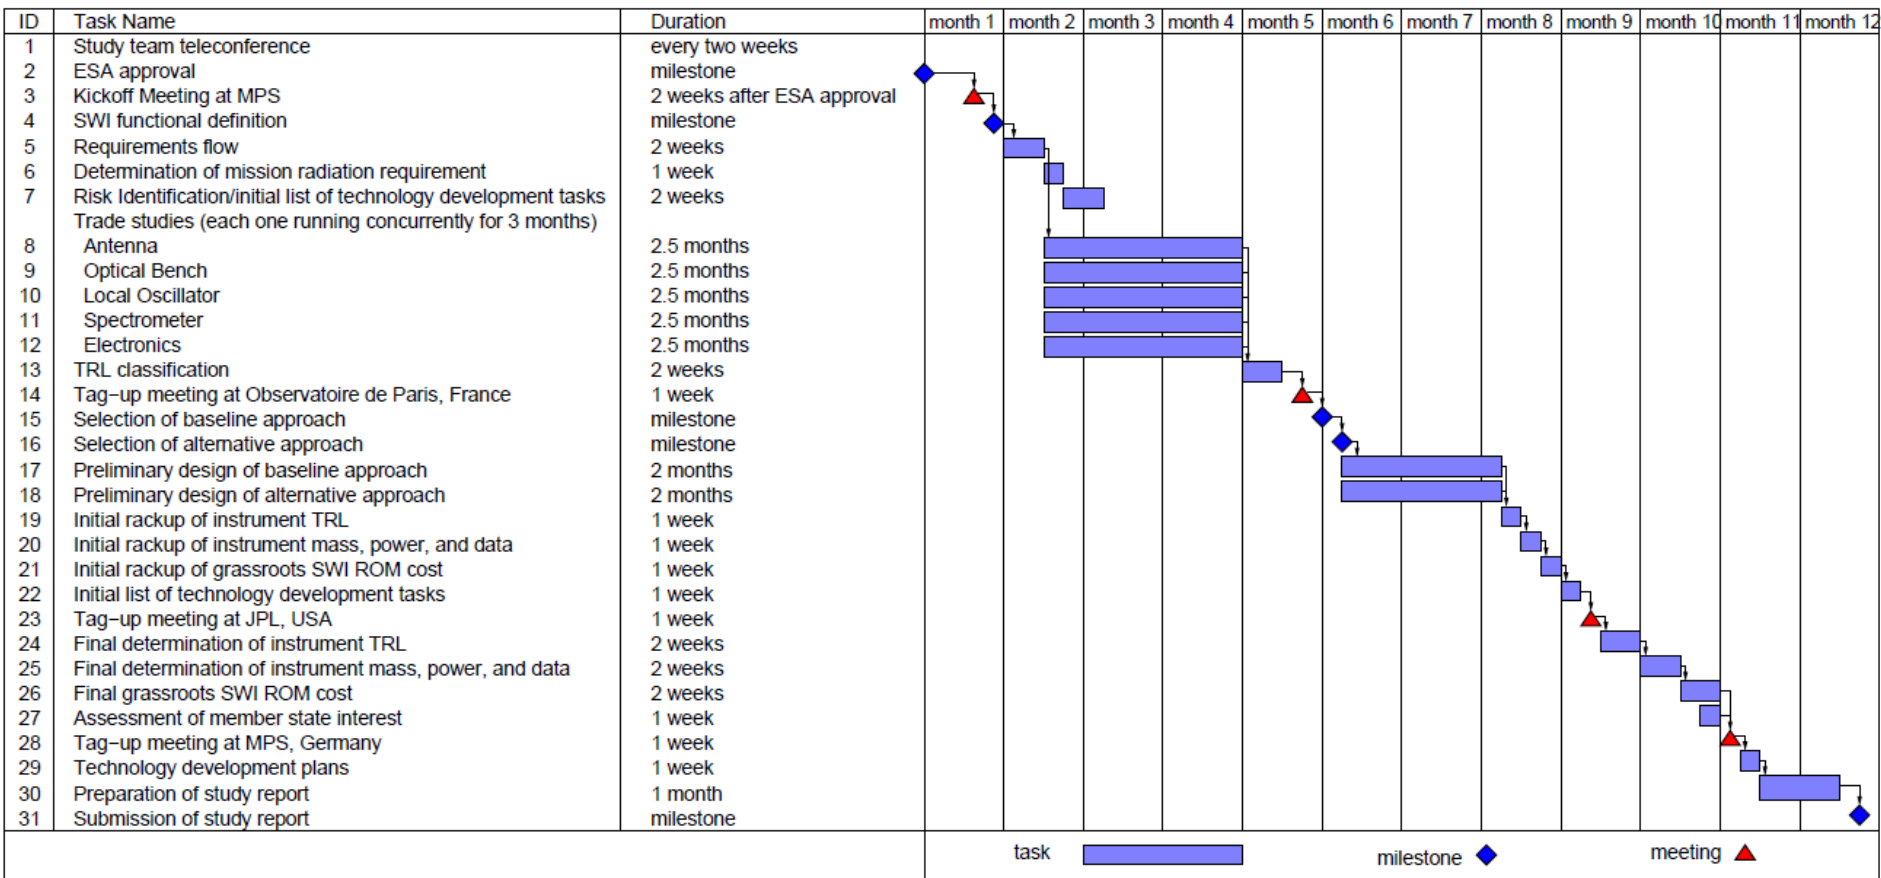 ID Task Name Duration month 1 month 2 month 3 month 4 month 5 month 6 month 7 month 8 month 9 month 10 month 11 month 12
1 Study team teleconference every two weeks
2 ESA approval milestone
3 Kickoff Meeting at MPS 2 weeks after ESA approval
4 SWI functional definition milestone
5 Requirements flow 2 weeks
6 Determination of mission radiation requirement 1 week
7 Risk Identification/initial list of technology development tasks 2 weeks
Trade studies (each one running concurrently for 3 months)
8 Antenna 2.5 months
9 Optical Bench 2.5 months
10 Local Oscillator 2.5 months
11 Spectrometer 2.5 months
12 Electronics 2.5 months
13 TRL classification 2 weeks
14 Tag−up meeting at Observatoire de Paris, France 1 week
15 Selection of baseline approach milestone
16 Selection of alternative approach milestone
17 Preliminary design of baseline approach 2 months
18 Preliminary design of alternative approach 2 months
19 Initial rackup of instrument TRL 1 week
20 Initial rackup of instrument mass, power, and data 1 week
21 Initial rackup of grassroots SWI ROM cost 1 week
22 Initial list of technology development tasks 1 week
23 Tag−up meeting at JPL, USA 1 week
24 Final determination of instrument TRL 2 weeks
25 Final determination of instrument mass, power, and data 2 weeks
26 Final grassroots SWI ROM cost 2 weeks
27 Assessment of member state interest 1 week
28 Tag−up meeting at MPS, Germany 1 week
29 Technology development plans 1 week
30 Preparation of study report 1 month
31 Submission of study report milestone
task milestone meeting